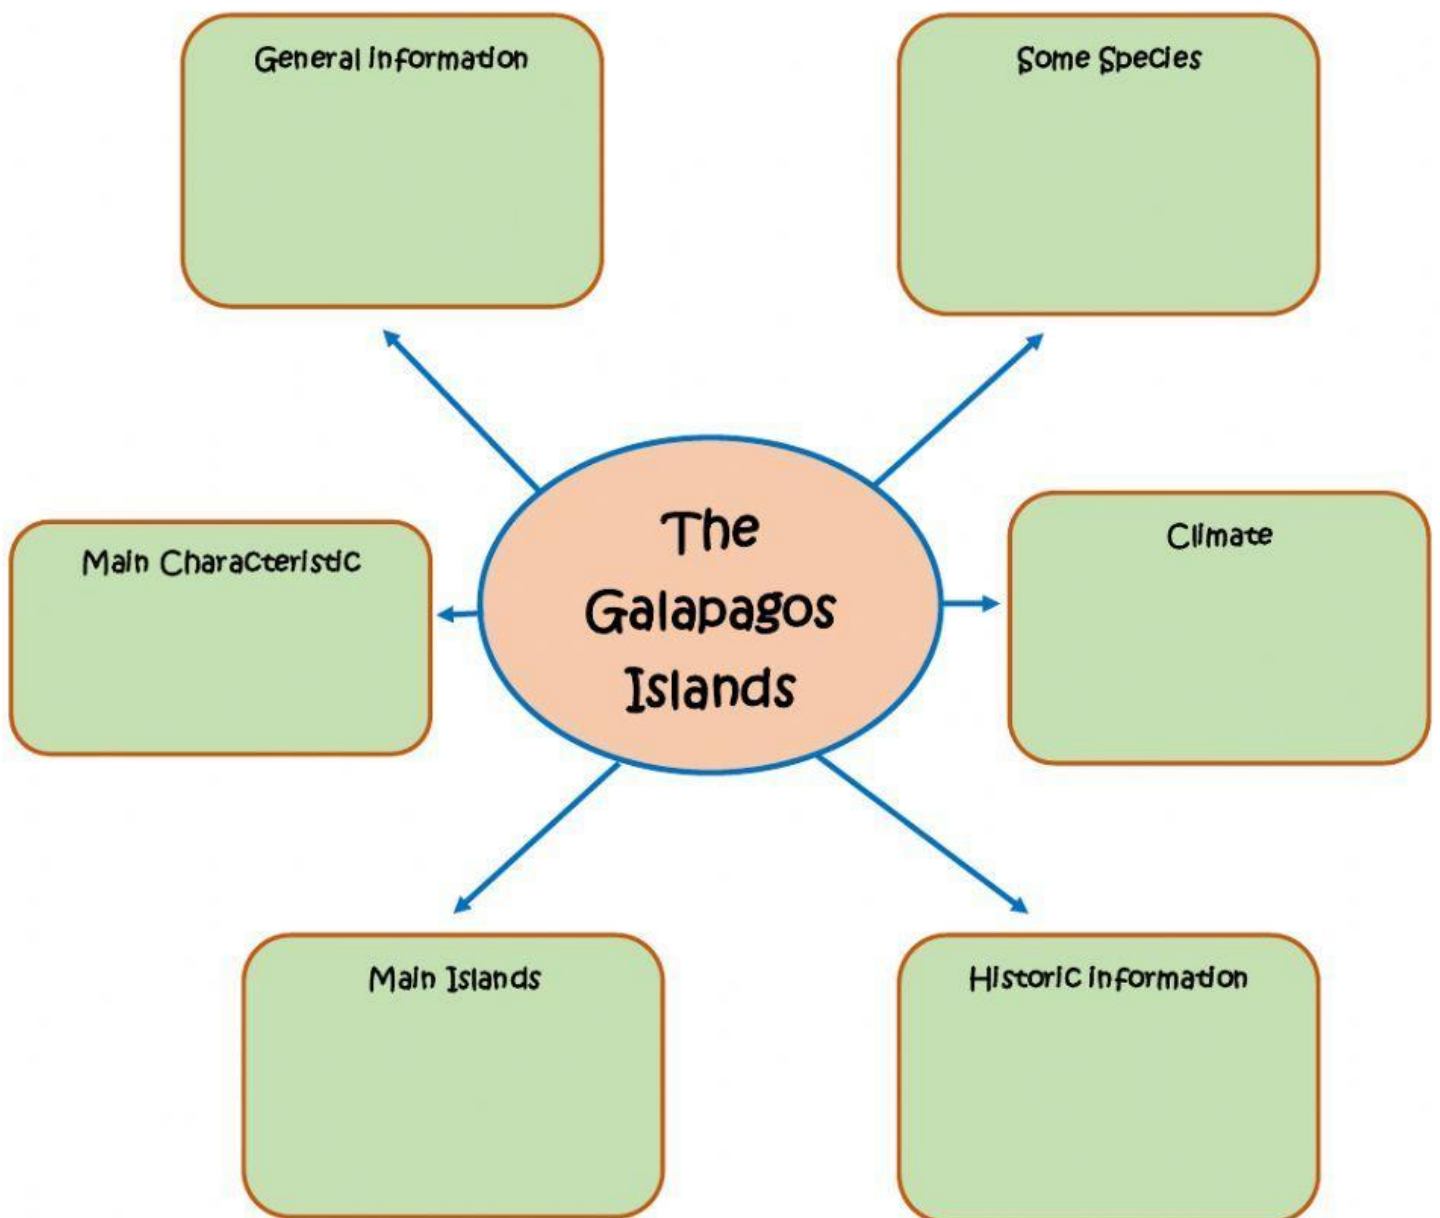 General information
Some Species
The
Galapagos
Islands
Main Characteristic
Climate
Main Islands
Historic information